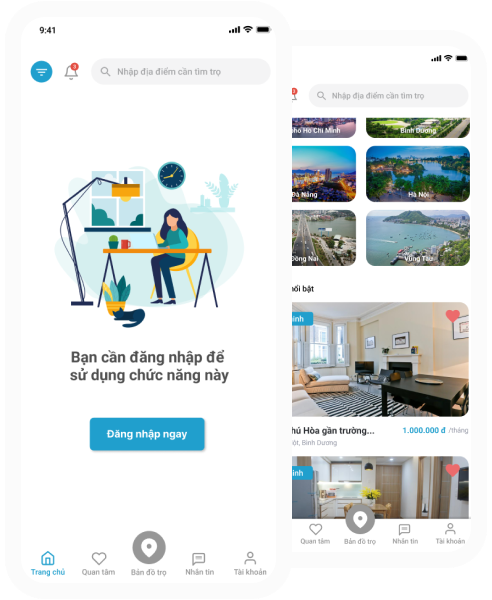 9:41
2
Nhập địa điểm cần tìm trọ
Bạn cần đăng nhập để
sử dụng chức năng này
Đăng nhập ngay
Trang chủ
Quan tâm
Bản đồ trọ
Nhắn tin
Tài khoản
Nhập địa điểm cần tìm trọ
Hồ Chí Minh
Bình Dương
Đà Nẵng
Hà Nội
Đồng Nai
Vũng Tàu
nổi bật
inh
hú Hòa gần trường...
1.000.000 đ /tháng
ột, Bình Dương
inh
Quan tâm
Bản đồ trọ
Nhắn tin
Tài khoản